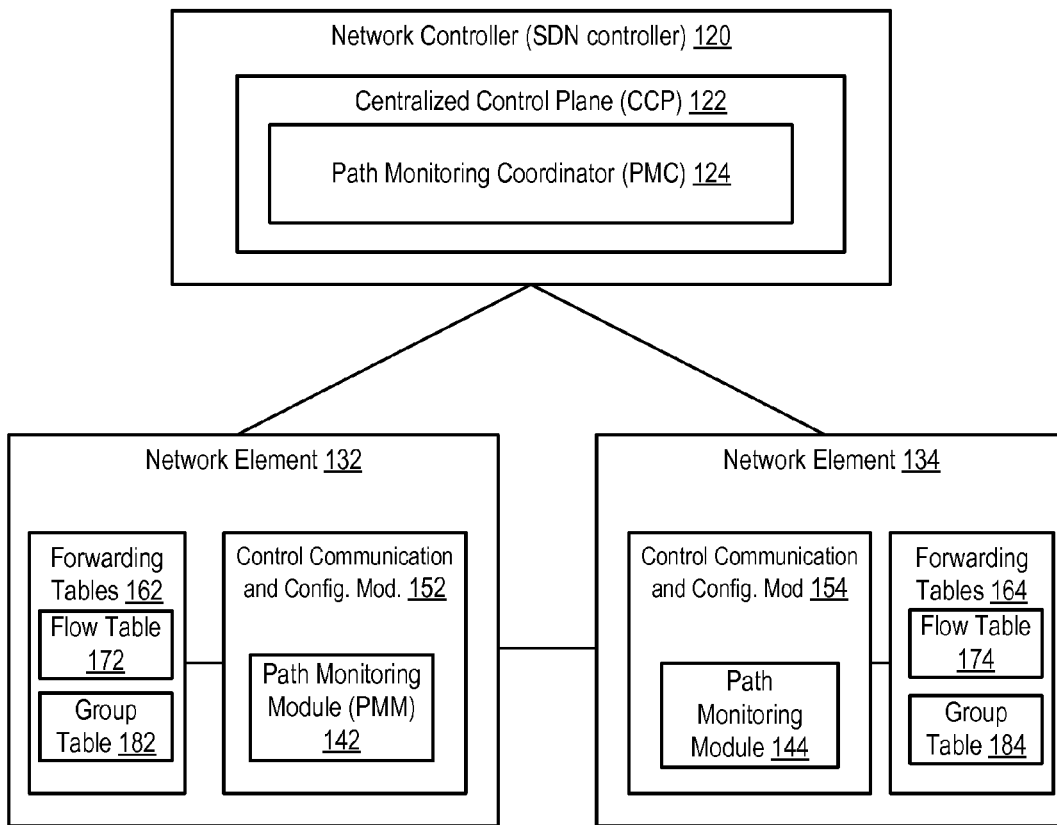 Network Controller (SDN controller) 120
Centralized Control Plane (CCP) 122
Path Monitoring Coordinator (PMC) 124
Network Element 132
Forwarding
Tables 162
Flow Table
172
Group
Table 182
Control Communication
and Config. Mod. 152
Path Monitoring
Module (PMM)
142
Network Element 134
Control Communication
and Config. Mod 154
Path
Monitoring
Module 144
Forwarding
Tables 164
Flow Table
174
Group
Table 184